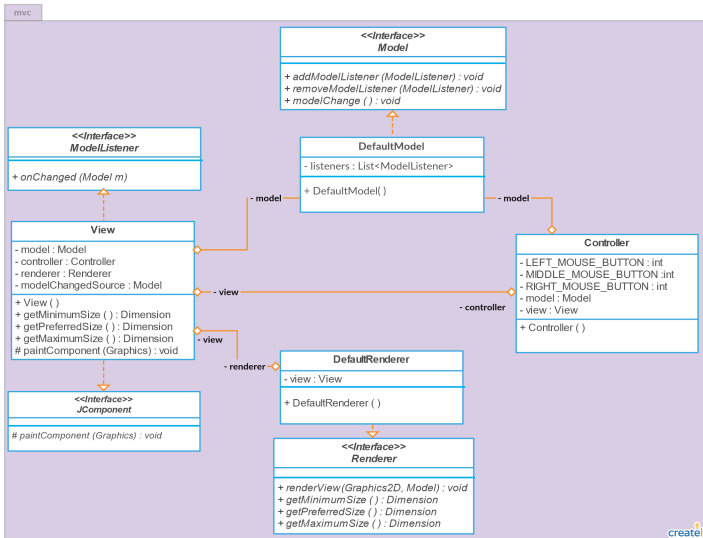 mvc
<<Interface>>
Model
+ addModelListener (ModelListener) : void
+ removeModelListener (ModelListener) : void
+ modelChange ( ) : void
<<Interface>>
ModelListener
+ onChanged (Model m)
DefaultModel
- listeners : List<ModelListener>
+ DefaultModel( )
- model
- model
View
- model : Model
- controller : Controller
- renderer : Renderer
- modelChangedSource : Model
+ View ( )
+ getMinimumSize ( ) : Dimension
+ getPreferredSize ( ) : Dimension
+ getMaximumSize ( ) : Dimension
# paintComponent (Graphics) : void
Controller
- LEFT_MOUSE_BUTTON : int
- MIDDLE_MOUSE_BUTTON :int
- RIGHT_MOUSE_BUTTON : int
- model : Model
- view : View
+ Controller ( )
- view
- controller
- view
- renderer
DefaultRenderer
- view : View
+ DefaultRenderer ( )
<<Interface>>
JComponent
# paintComponent (Graphics) : void
<<Interface>>
Renderer
+ renderView(Graphics2D, Model) : void
+ getMinimumSize ( ) : Dimension
+ getPreferredSize ( ) : Dimension
+ getMaximumSize ( ) : Dimension
create